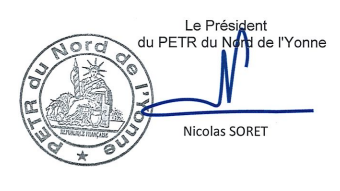 Le Président
du PETR du Nord de l'Yonne
PETR du Nord de l'Yonne
RÉPUBLIQUE FRANÇAISE
Nicolas SORET